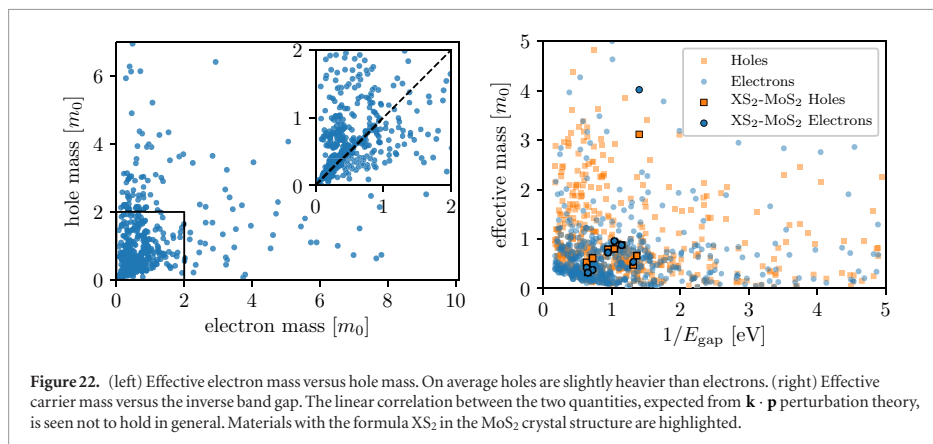 6
4
2
0
hole mass [m0]
0
2
4
6
8
10
electron mass [m0]
2
1
0
0
1
2
5
4
3
2
1
0
effective mass [m0]
0
1
2
3
4
5
1/Egap [eV]
Holes
Electrons
XS2-MoS2 Holes
XS2-MoS2 Electrons
Figure 22. (left) Effective electron mass versus hole mass. On average holes are slightly heavier than electrons. (right) Effective
carrier mass versus the inverse band gap. The linear correlation between the two quantities, expected from k · p perturbation theory,
is seen not to hold in general. Materials with the formula XS2 in the MoS2 crystal structure are highlighted.